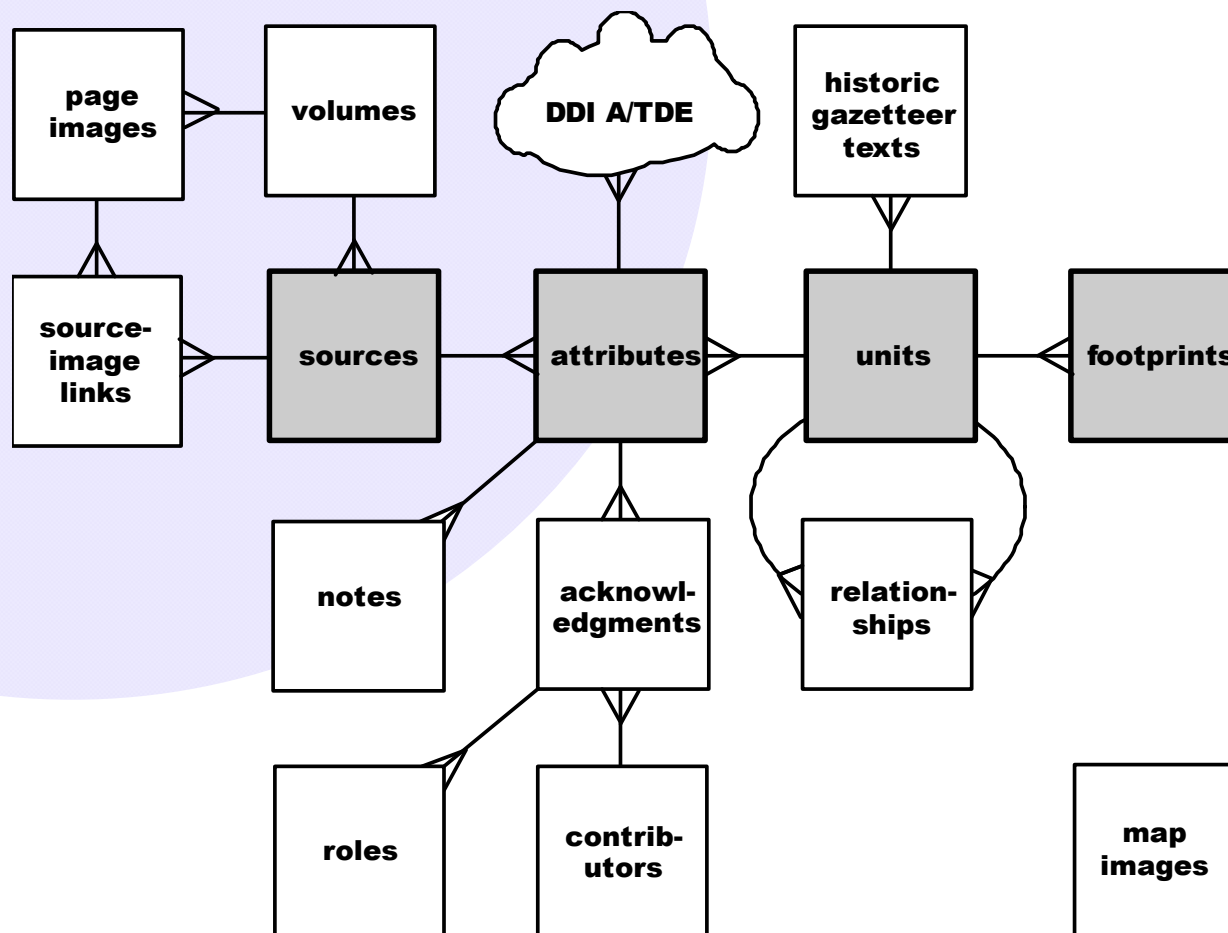 page
images
volumes
DDI A/TDE
historic
gazetteer
texts
source-
image
links
sources
attributes
units
footprints
notes
acknowl-
edgments
relation-
ships
roles
contrib-
utors
map
images